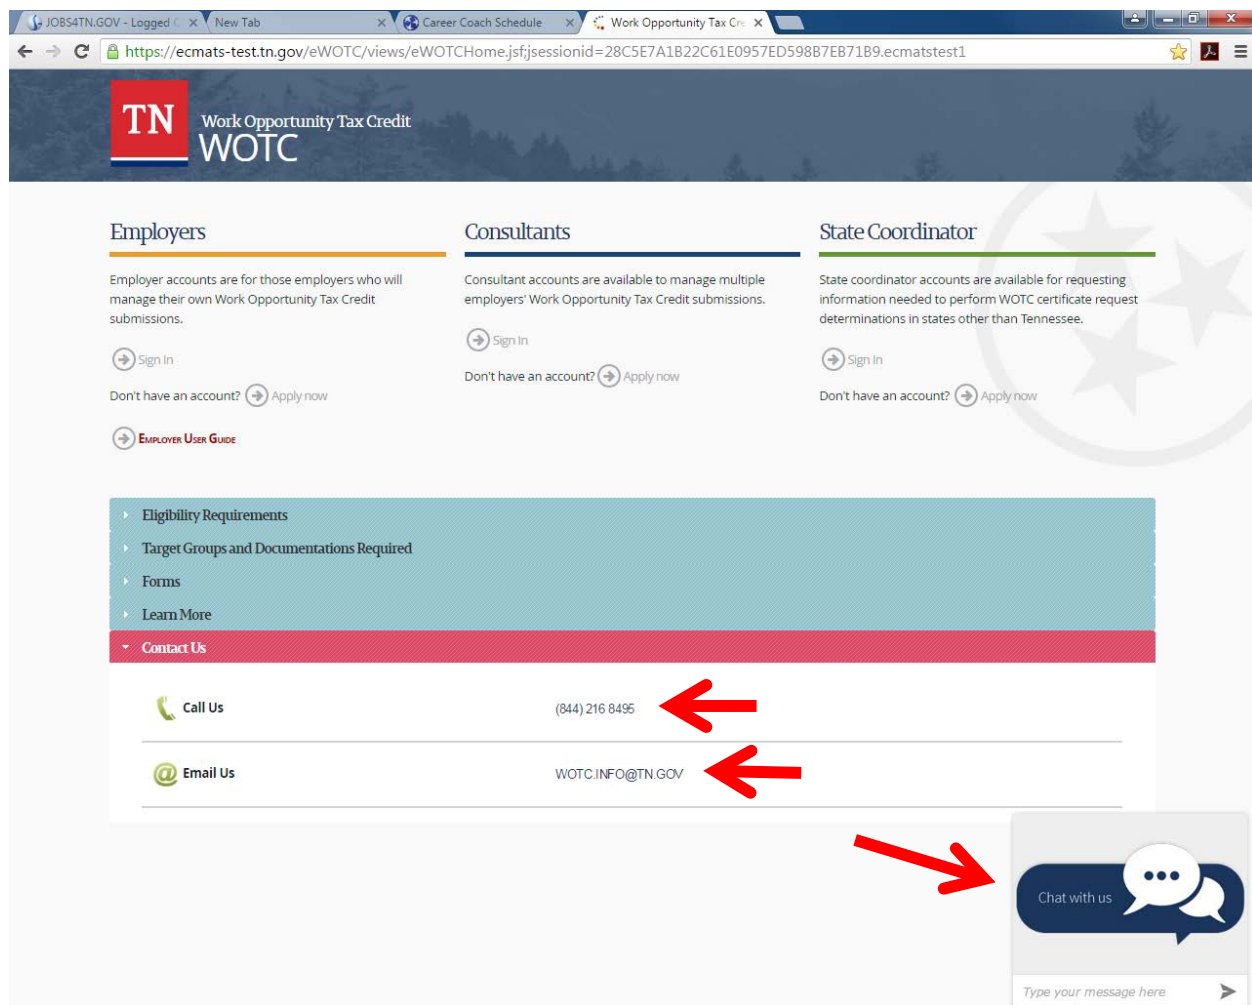 JOBS4TN.GOV - Logged
New Tab
Career Coach Schedule
Work Opportunity Tax Cre
https://ecmats-test.tn.gov/eWOTC/views/eWOTCHome.jsf;jsessionid=28C5E7A1B22C61E0957ED598B7EB71B9.ecmatstest1
TN
Work Opportunity Tax Credit
WOTC
Employers
Employer accounts are for those employers who will
manage their own Work Opportunity Tax Credit
submissions.
Sign In
Don't have an account? Apply now
Employer User Guide
Consultants
Consultant accounts are available to manage multiple
employers' Work Opportunity Tax Credit submissions.
Sign In
Don't have an account? Apply now
State Coordinator
State coordinator accounts are available for requesting
information needed to perform WOTC certificate request
determinations in states other than Tennessee.
Sign In
Don't have an account? Apply now
Eligibility Requirements
Target Groups and Documentations Required
Forms
Learn More
Contact Us
Call Us
(844) 216 8495
Email Us
WOTC.INFO@TN.GOV
Chat with us
Type your message here